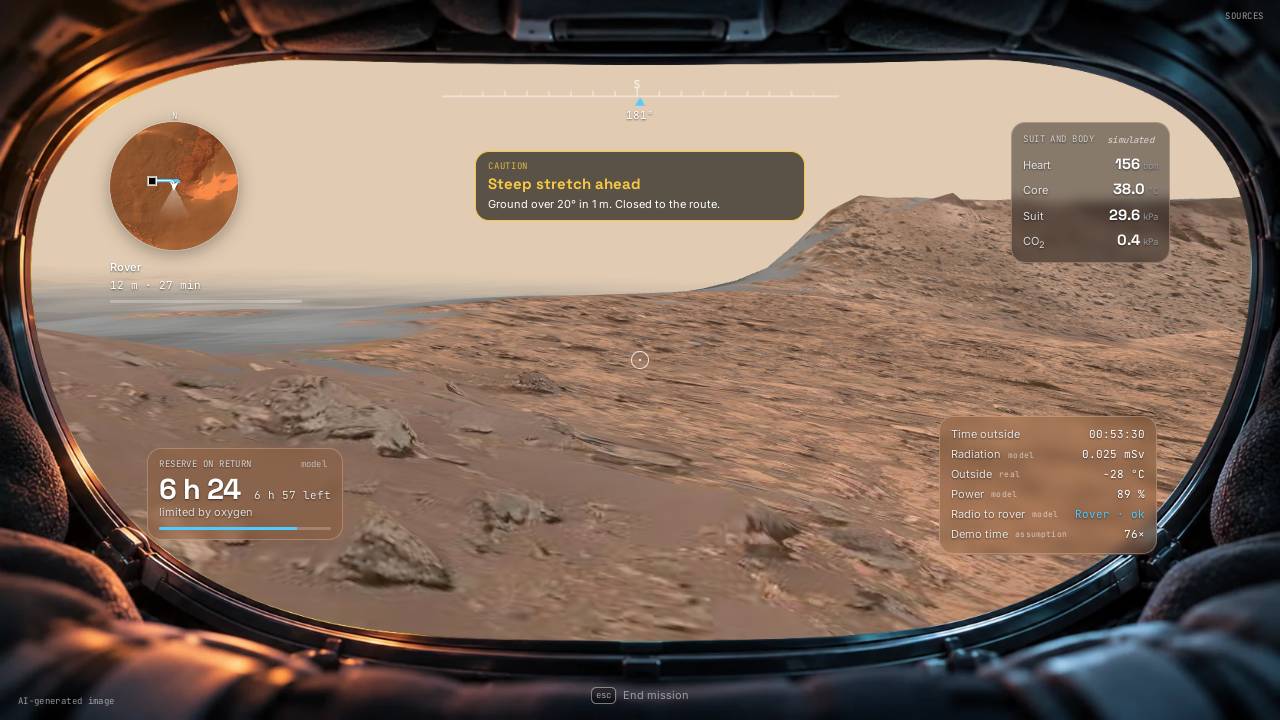 SOURCES
S
181°
N
CAUTION
Steep stretch ahead
Ground over 20° in 1 m. Closed to the route.
SUIT AND BODY simulated
Heart 156 bpm
Core 38.0 °C
Suit 29.6 kPa
CO2 0.4 kPa
Rover
12 m · 27 min
RESERVE ON RETURN model
6 h 24 6 h 57 left
limited by oxygen
Time outside 00:53:30
Radiation model 0.025 mSv
Outside real -28 °C
Power model 89 %
Radio to rover model Rover · ok
Demo time assumption 76×
esc End mission
AI-generated image